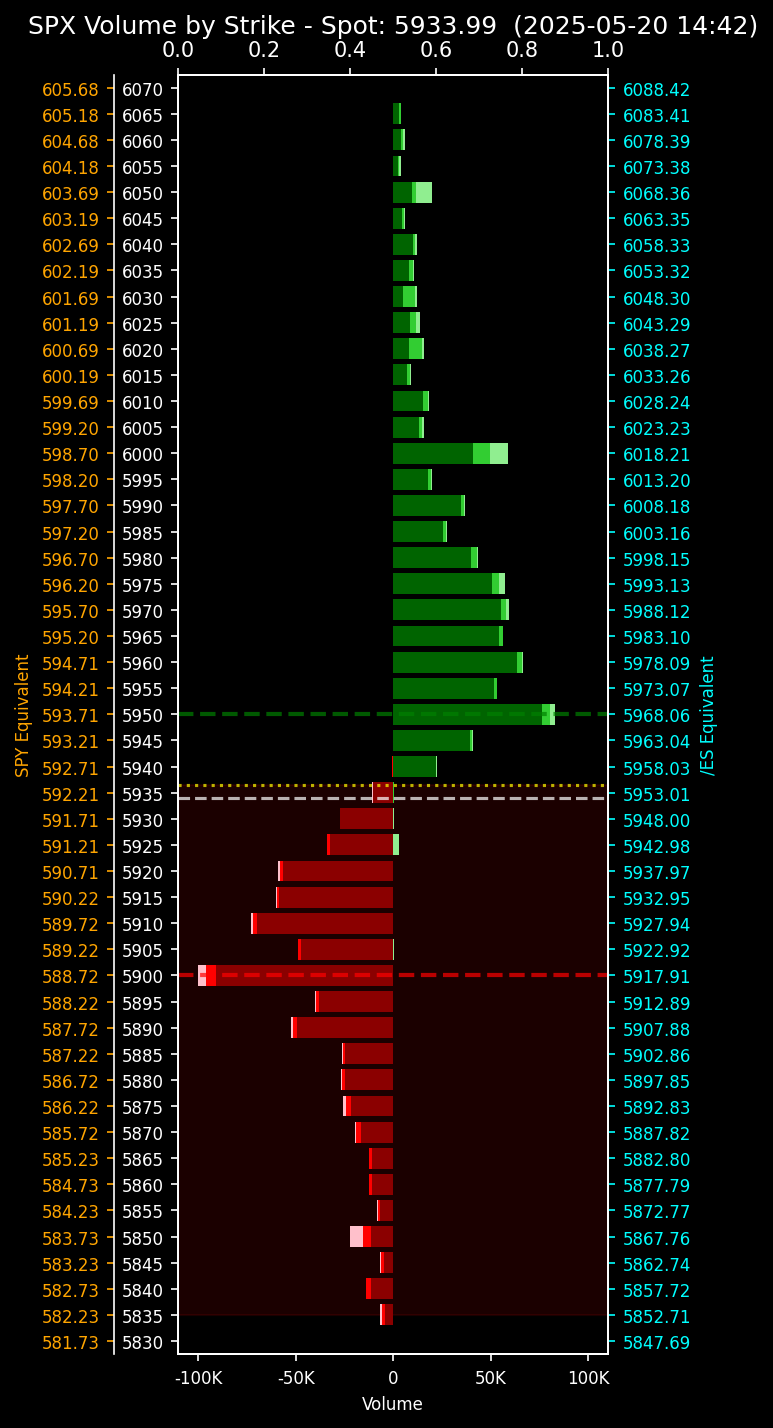 SPX Volume by Strike - Spot: 5933.99 (2025-05-20 14:42)
0.0 0.2 0.4 0.6 0.8 1.0
605.68 6070 6088.42
605.18 6065 6083.41
604.68 6060 6078.39
604.18 6055 6073.38
603.69 6050 6068.36
603.19 6045 6063.35
602.69 6040 6058.33
602.19 6035 6053.32
601.69 6030 6048.30
601.19 6025 6043.29
600.69 6020 6038.27
600.19 6015 6033.26
599.69 6010 6028.24
599.20 6005 6023.23
598.70 6000 6018.21
598.20 5995 6013.20
597.70 5990 6008.18
597.20 5985 6003.16
596.70 5980 5998.15
596.20 5975 5993.13
595.70 5970 5988.12
595.20 5965 5983.10
594.71 5960 5978.09
594.21 5955 5973.07
593.71 5950 5968.06
SPY Equivalent
/ES Equivalent
593.21 5945 5963.04
592.71 5940 5958.03
592.21 5935 5953.01
591.71 5930 5948.00
591.21 5925 5942.98
590.71 5920 5937.97
590.22 5915 5932.95
589.72 5910 5927.94
589.22 5905 5922.92
588.72 5900 5917.91
588.22 5895 5912.89
587.72 5890 5907.88
587.22 5885 5902.86
586.72 5880 5897.85
586.22 5875 5892.83
585.72 5870 5887.82
585.23 5865 5882.80
584.73 5860 5877.79
584.23 5855 5872.77
583.73 5850 5867.76
583.23 5845 5862.74
582.73 5840 5857.72
582.23 5835 5852.71
581.73 5830 5847.69
-100K -50K 0 50K 100K
Volume